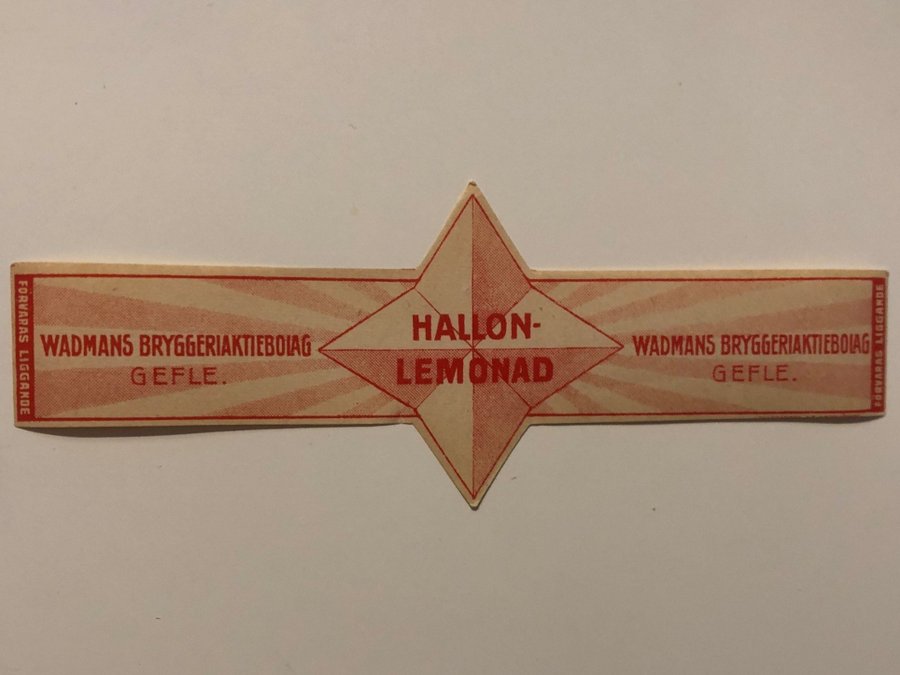 FÖRVARAS LIGGANDE
WADMANS BRYGGERIAKTIEBOLAG
GEFLE.
HALLON-
LEMONAD
WADMANS BRYGGERIAKTIEBOLAG
GEFLE.
FÖRVARAS LIGGANDE